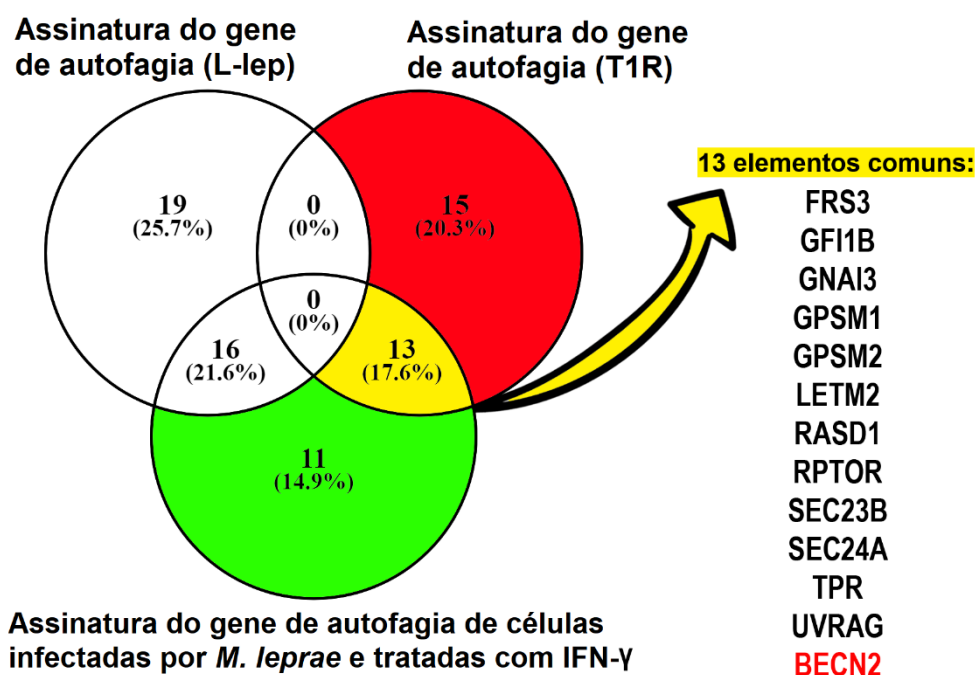 Assinatura do gene
de autofagia (L-lep)
Assinatura do gene
de autofagia (T1R)
19
(25.7%)
0
(0%)
15
(20.3%)
0
(0%)
16
(21.6%)
13
(17.6%)
11
(14.9%)
Assinatura do gene de autofagia de células
infectadas por M. leprae e tratadas com IFN-γ
13 elementos comuns:
FRS3
GFI1B
GNAI3
GPSM1
GPSM2
LETM2
RASD1
RPTOR
SEC23B
SEC24A
TPR
UVRAG
BECN2